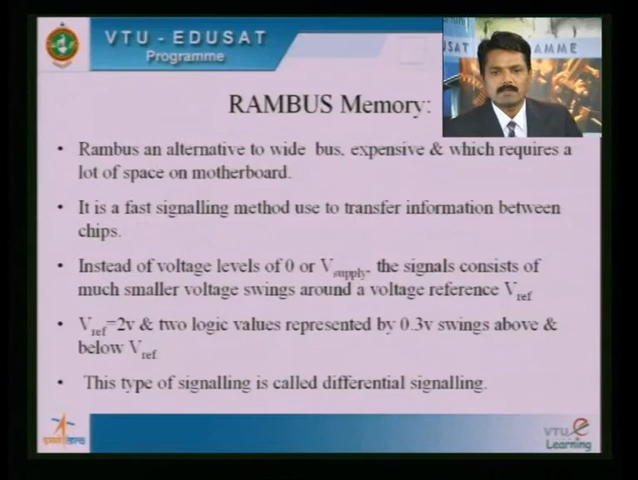 VTU - EDUSAT
Programme
USAT
AMME
RAMBUS Memory:
• Rambus an alternative to wide bus, expensive & which requires a
lot of space on motherboard.
• It is a fast signalling method use to transfer information between
chips.
• Instead of voltage levels of 0 or Vsupply, the signals consists of
much smaller voltage swings around a voltage reference Vref
• Vref=2v & two logic values represented by 0.3v swings above &
below Vref.
• This type of signalling is called differential signalling.
VTU e
Learning